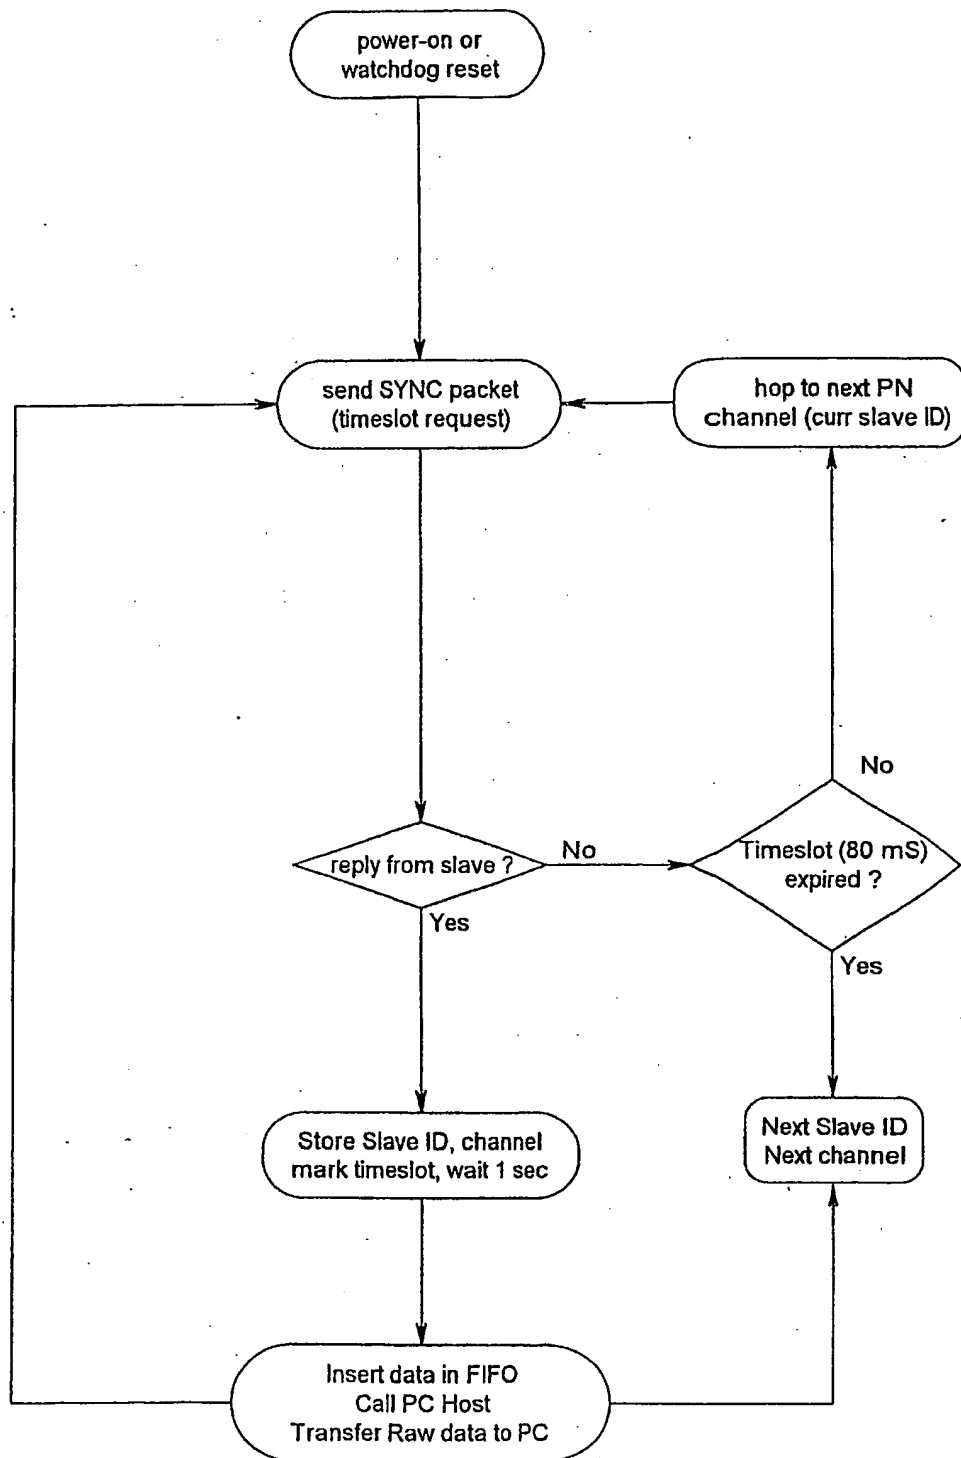 power-on or
watchdog reset
send SYNC packet
(timeslot request)
hop to next PN
channel (curr slave ID)
No
reply from slave ?
No
Timeslot (80 mS)
expired ?
Yes
Yes
Store Slave ID, channel
mark timeslot, wait 1 sec
Next Slave ID
Next channel
Insert data in FIFO
Call PC Host
Transfer Raw data to PC